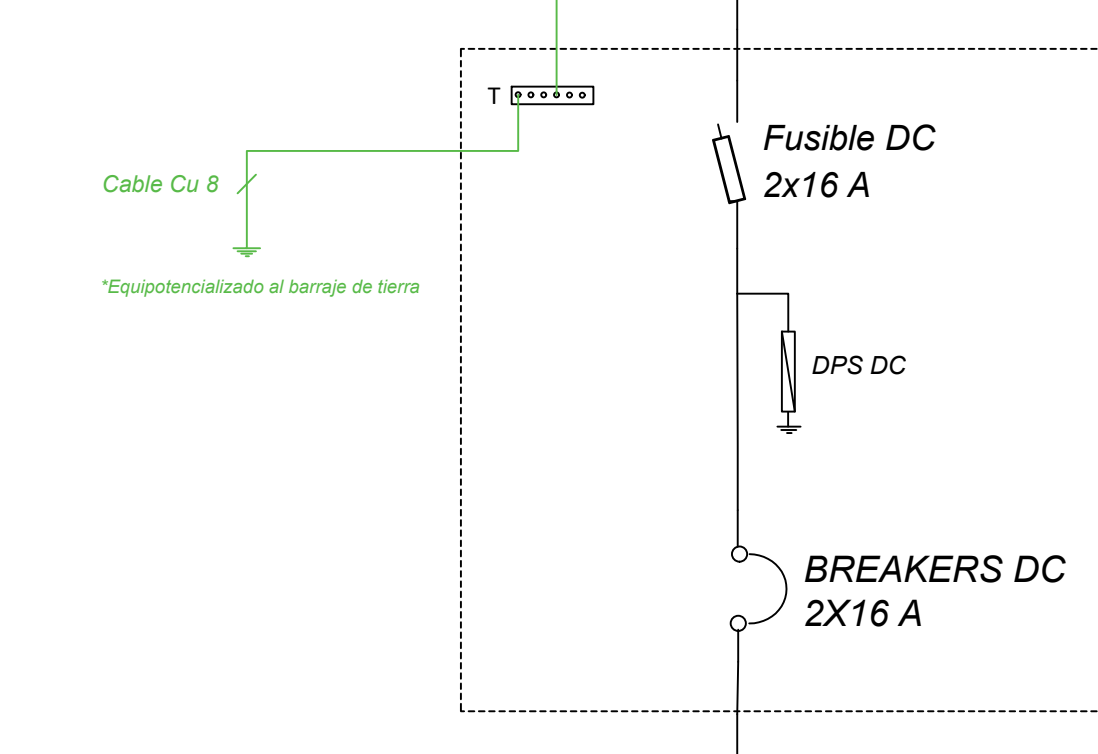 T
Fusible DC
2x16 A
Cable Cu 8
*Equipotencializado al barraje de tierra
DPS DC
BREAKERS DC
2X16 A